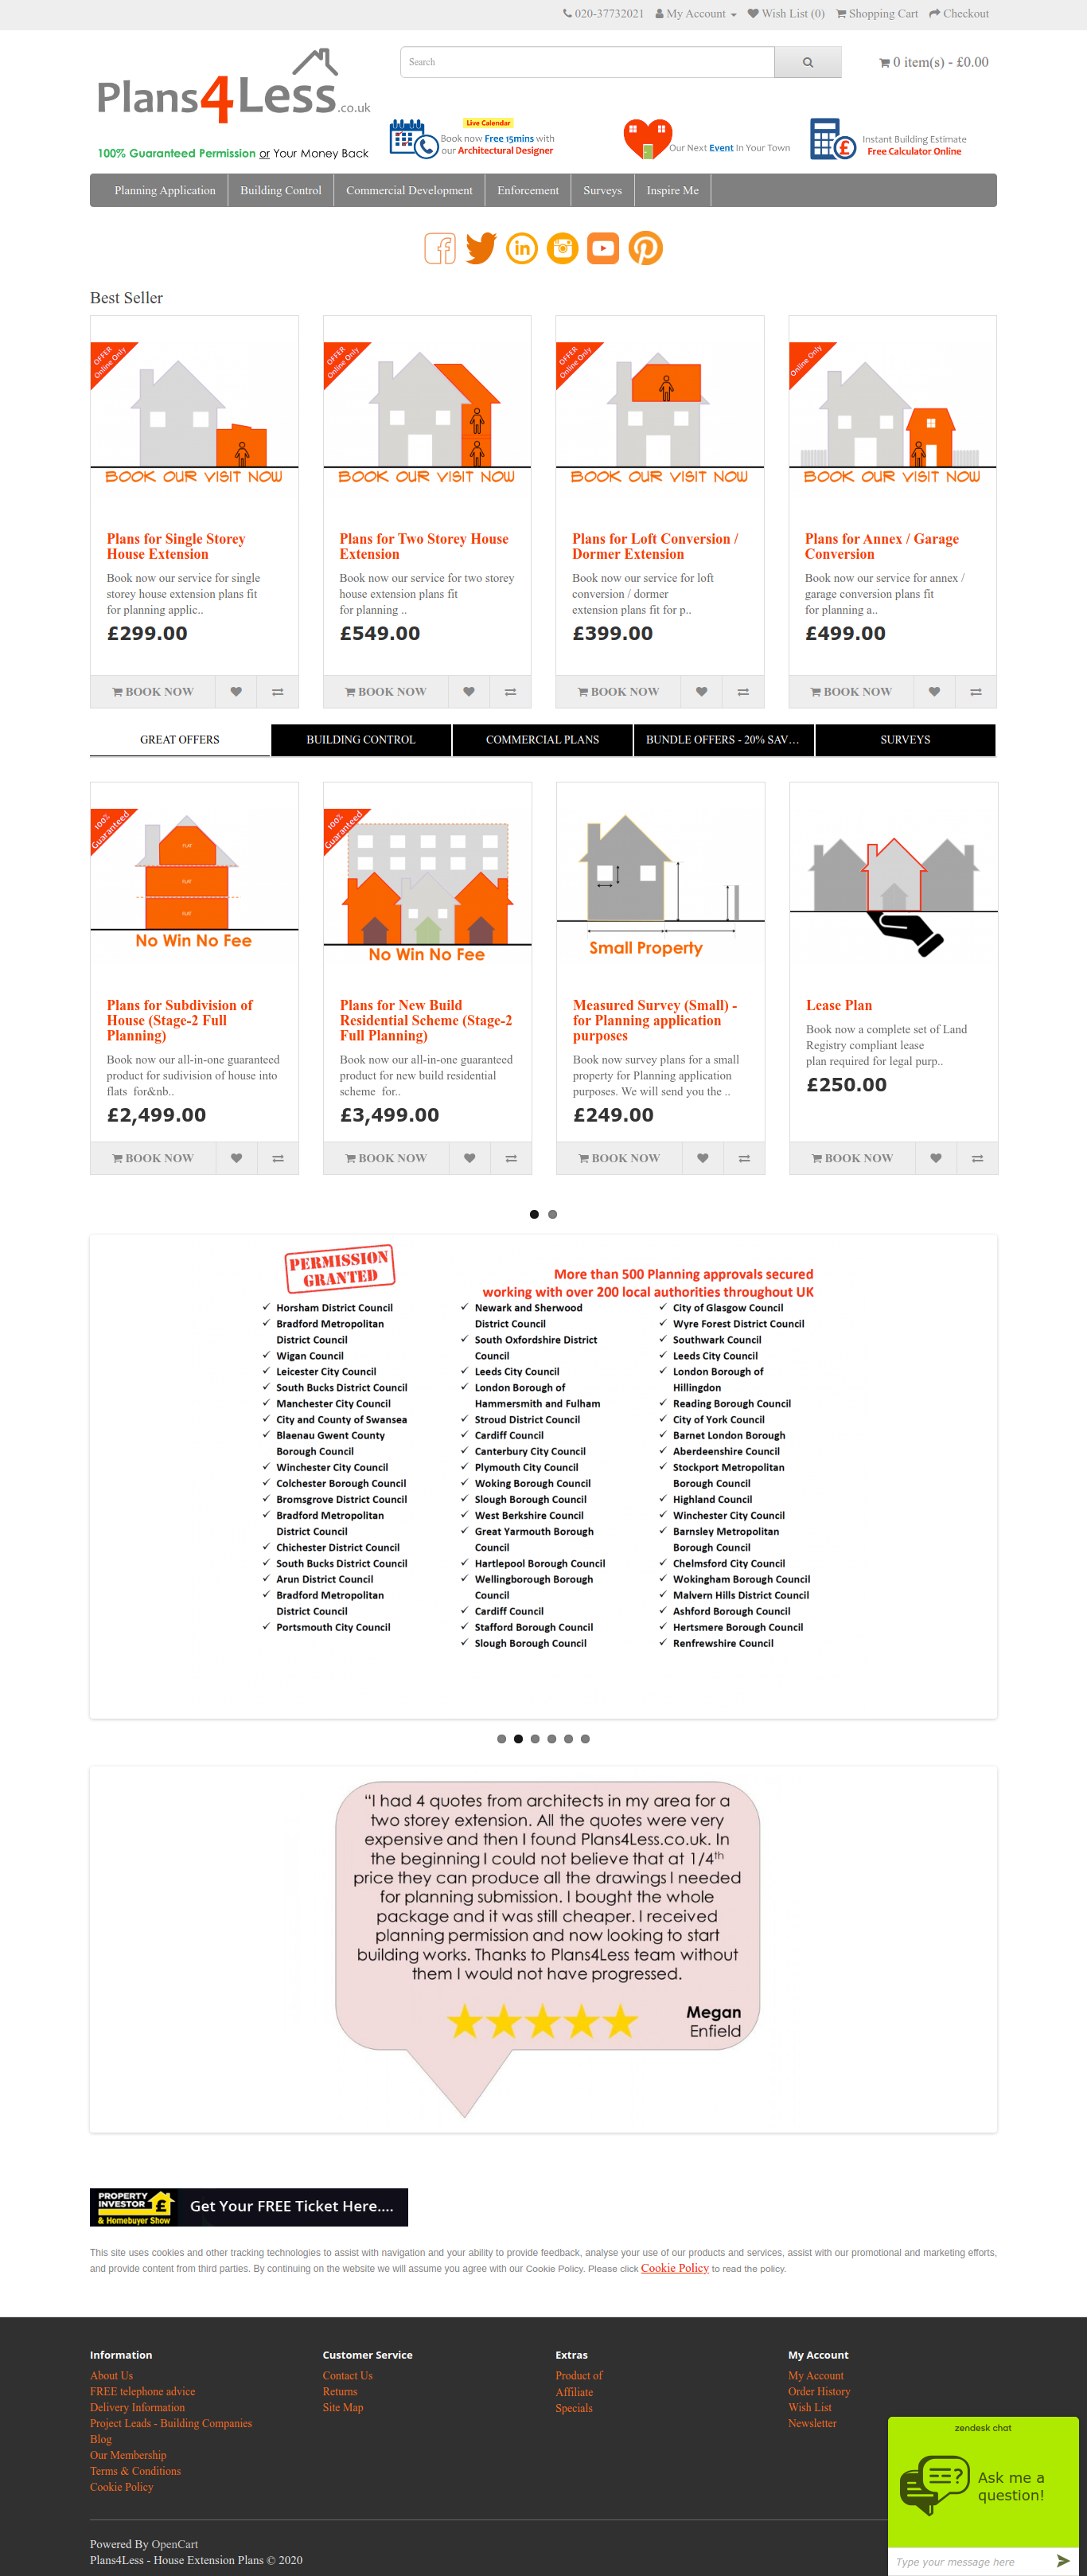 020-37732021 My Account Wish List (0) Shopping Cart Checkout
Plans4Less.co.uk
100% Guaranteed Permission or Your Money Back
Search
0 item(s) - £0.00
Live Calendar
Book now Free 15mins with
our Architectural Designer
Our Next Event In Your Town
Instant Building Estimate
Free Calculator Online
Planning Application Building Control Commercial Development Enforcement Surveys Inspire Me
Best Seller
OFFER
Online Only
BOOK OUR VISIT NOW
Plans for Single Storey
House Extension
Book now our service for single
storey house extension plans fit
for planning applic..
£299.00
BOOK NOW
OFFER
Online Only
BOOK OUR VISIT NOW
Plans for Two Storey House
Extension
Book now our service for two storey
house extension plans fit
for planning ..
£549.00
BOOK NOW
OFFER
Online Only
BOOK OUR VISIT NOW
Plans for Loft Conversion /
Dormer Extension
Book now our service for loft
conversion / dormer
extension plans fit for p..
£399.00
BOOK NOW
Online Only
BOOK OUR VISIT NOW
Plans for Annex / Garage
Conversion
Book now our service for annex /
garage conversion plans fit
for planning a..
£499.00
BOOK NOW
GREAT OFFERS BUILDING CONTROL COMMERCIAL PLANS BUNDLE OFFERS - 20% SAV… SURVEYS
100%
Guaranteed
FLAT
FLAT
FLAT
No Win No Fee
Plans for Subdivision of
House (Stage-2 Full
Planning)
Book now our all-in-one guaranteed
product for sudivision of house into
flats  for&nb..
£2,499.00
BOOK NOW
100%
Guaranteed
No Win No Fee
Plans for New Build
Residential Scheme (Stage-2
Full Planning)
Book now our all-in-one guaranteed
product for new build residential
scheme  for..
£3,499.00
BOOK NOW
Small Property
Measured Survey (Small) -
for Planning application
purposes
Book now survey plans for a small
property for Planning application
purposes. We will send you the ..
£249.00
BOOK NOW
Lease Plan
Book now a complete set of Land
Registry compliant lease
plan required for legal purp..
£250.00
BOOK NOW
PERMISSION
GRANTED
More than 500 Planning approvals secured
working with over 200 local authorities throughout UK
Horsham District Council
Bradford Metropolitan
District Council
Wigan Council
Leicester City Council
South Bucks District Council
Manchester City Council
City and County of Swansea
Blaenau Gwent County
Borough Council
Winchester City Council
Colchester Borough Council
Bromsgrove District Council
Bradford Metropolitan
District Council
Chichester District Council
South Bucks District Council
Arun District Council
Bradford Metropolitan
District Council
Portsmouth City Council
Newark and Sherwood
District Council
South Oxfordshire District
Council
Leeds City Council
London Borough of
Hammersmith and Fulham
Stroud District Council
Cardiff Council
Canterbury City Council
Plymouth City Council
Woking Borough Council
Slough Borough Council
West Berkshire Council
Great Yarmouth Borough
Council
Hartlepool Borough Council
Wellingborough Borough
Council
Cardiff Council
Stafford Borough Council
Slough Borough Council
City of Glasgow Council
Wyre Forest District Council
Southwark Council
Leeds City Council
London Borough of
Hillingdon
Reading Borough Council
City of York Council
Barnet London Borough
Aberdeenshire Council
Stockport Metropolitan
Borough Council
Highland Council
Winchester City Council
Barnsley Metropolitan
Borough Council
Chelmsford City Council
Wokingham Borough Council
Malvern Hills District Council
Ashford Borough Council
Hertsmere Borough Council
Renfrewshire Council
“I had 4 quotes from architects in my area for a
two storey extension. All the quotes were very
expensive and then I found Plans4Less.co.uk. In
the beginning I could not believe that at 1/4th
price they can produce all the drawings I needed
for planning submission. I bought the whole
package and it was still cheaper. I received
planning permission and now looking to start
building works. Thanks to Plans4Less team without
them I would not have progressed.
Megan
Enfield
PROPERTY
INVESTOR
& Homebuyer Show
£
Get Your FREE Ticket Here....
This site uses cookies and other tracking technologies to assist with navigation and your ability to provide feedback, analyse your use of our products and services, assist with our promotional and marketing efforts,
and provide content from third parties. By continuing on the website we will assume you agree with our Cookie Policy. Please click Cookie Policy to read the policy.
Information
About Us
FREE telephone advice
Delivery Information
Project Leads - Building Companies
Blog
Our Membership
Terms & Conditions
Cookie Policy
Customer Service
Contact Us
Returns
Site Map
Extras
Product of
Affiliate
Specials
My Account
My Account
Order History
Wish List
Newsletter
zendesk chat
Ask me a
question!
Type your message here
Powered By OpenCart
Plans4Less - House Extension Plans © 2020